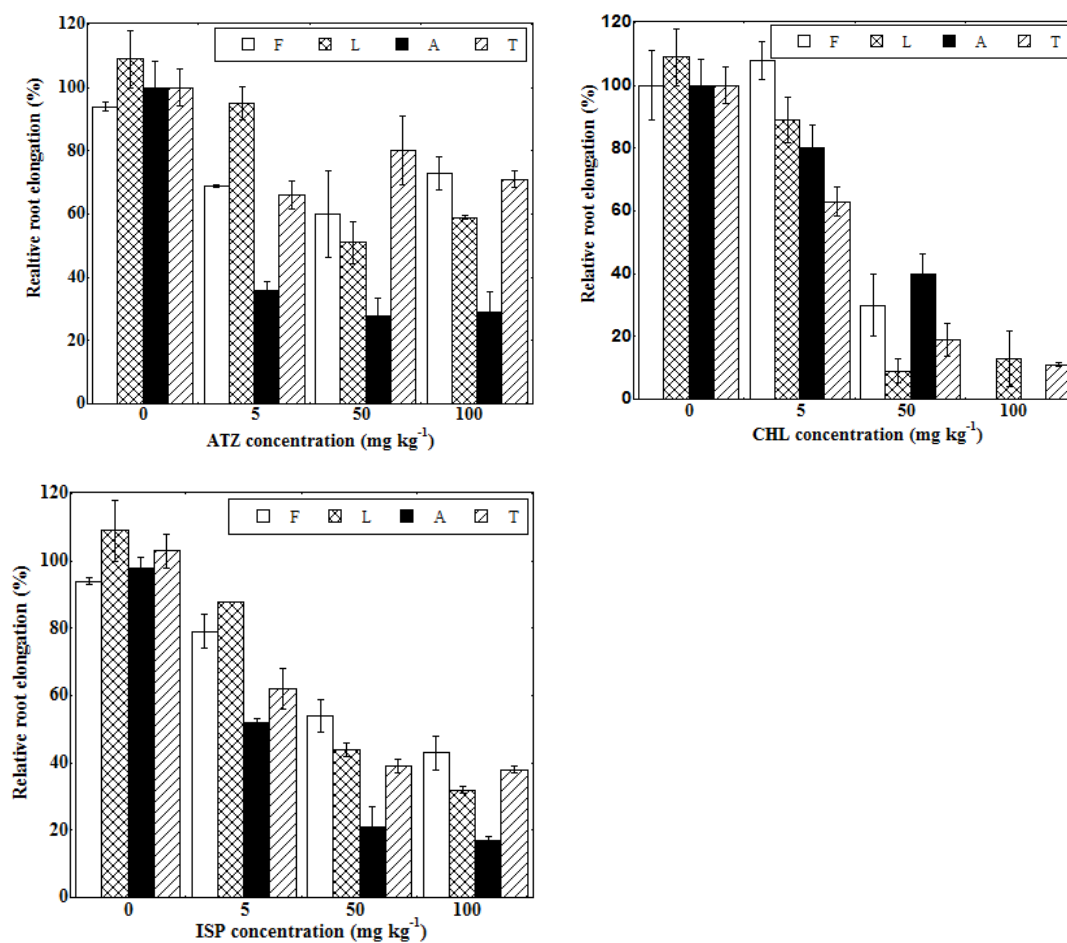 120
100
80
60
40
20
0
Realtive root elongation (%)
F L A T
0 5 50 100
ATZ concentration (mg kg⁻¹)
120
100
80
60
40
20
0
Relative root elongation (%)
F L A T
0 5 50 100
CHL concentration (mg kg⁻¹)
120
100
80
60
40
20
0
Relative root elongation (%)
F L A T
0 5 50 100
ISP concentration (mg kg⁻¹)